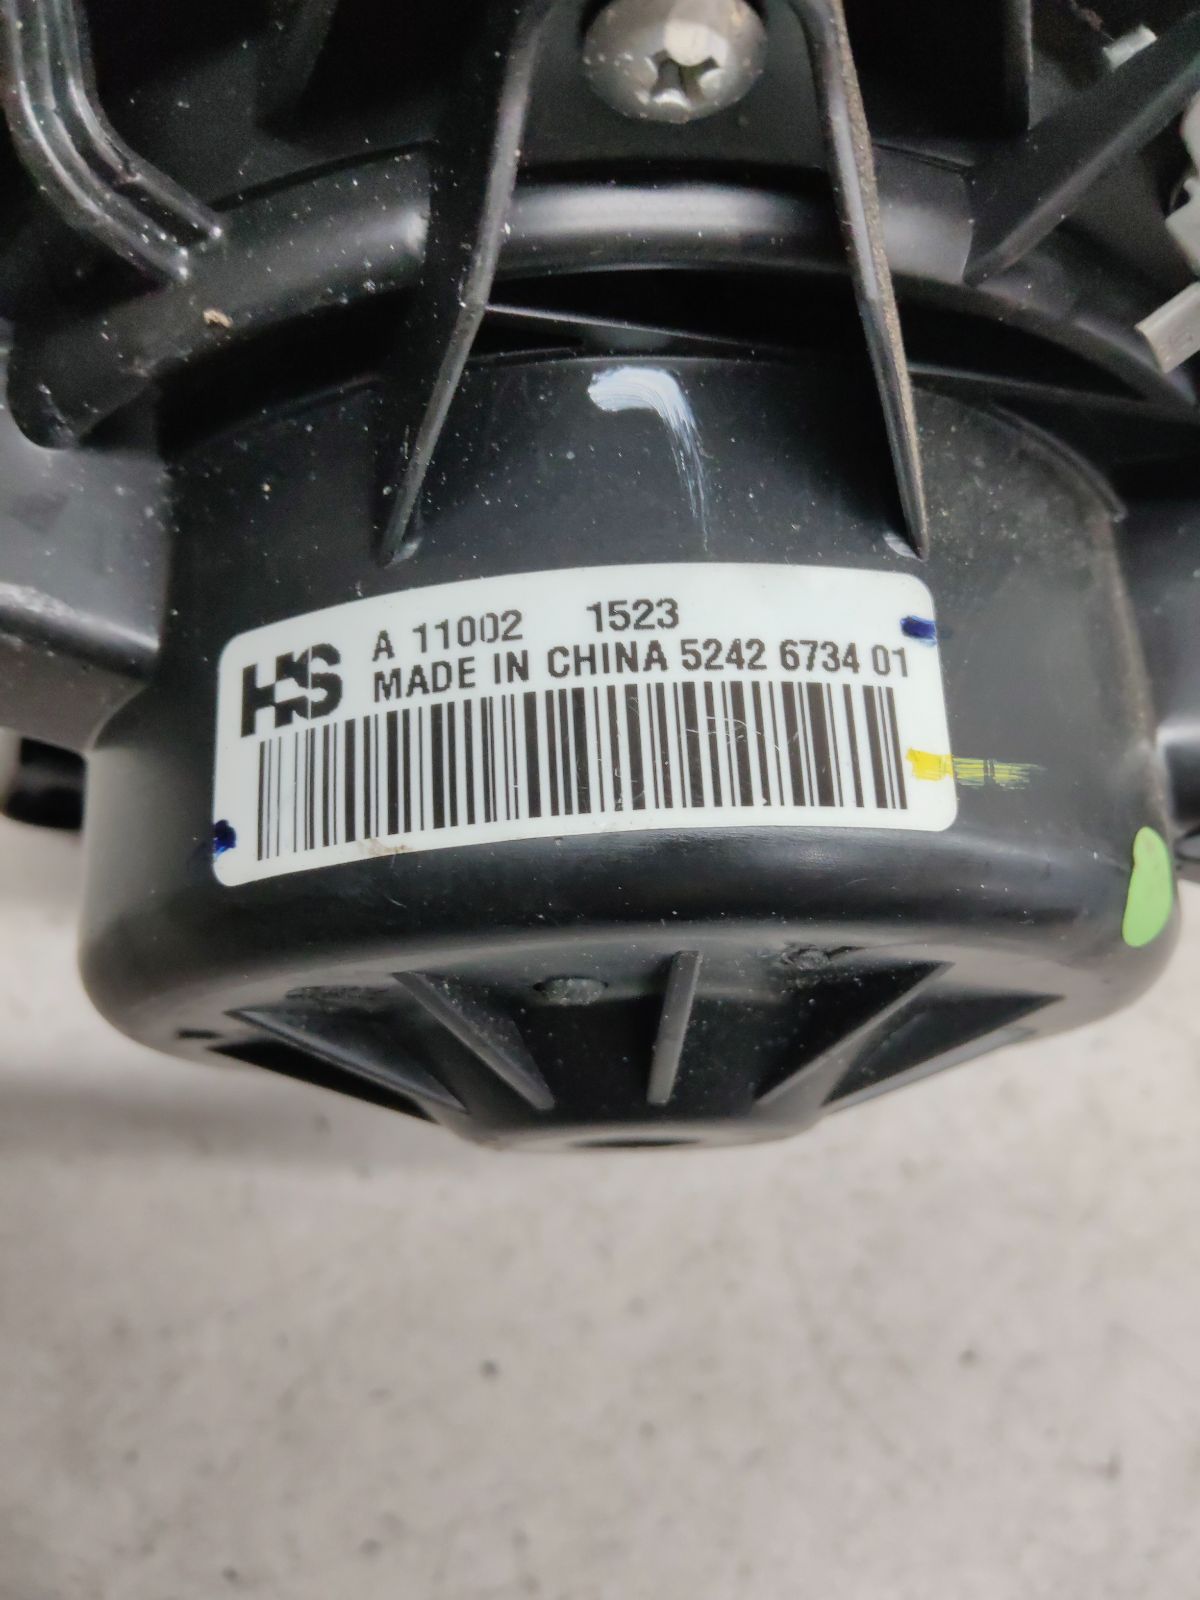 HS
A 11002 1523
MADE IN CHINA 5242 6734 01